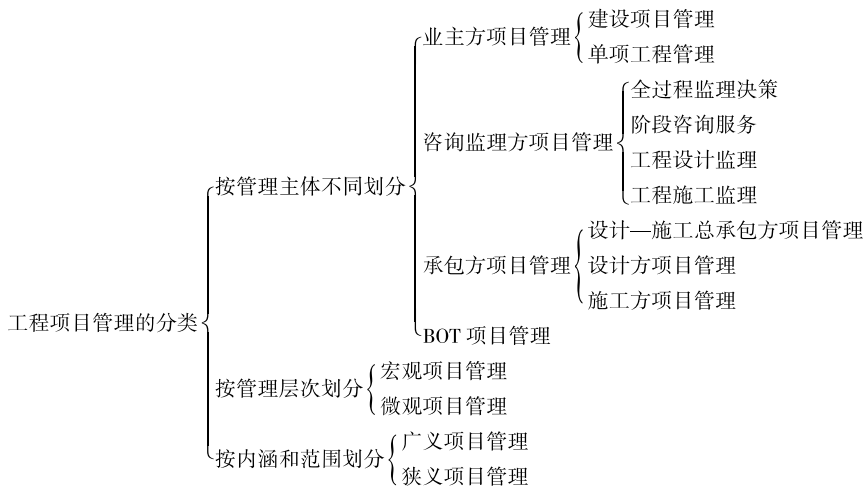 业主方项目管理
建设项目管理
单项工程管理
咨询监理方项目管理
全过程监理决策
阶段咨询服务
工程设计监理
工程施工监理
按管理主体不同划分
承包方项目管理
设计—施工总承包方项目管理
设计方项目管理
施工方项目管理
BOT 项目管理
工程项目管理的分类
按管理层次划分
宏观项目管理
微观项目管理
按内涵和范围划分
广义项目管理
狭义项目管理